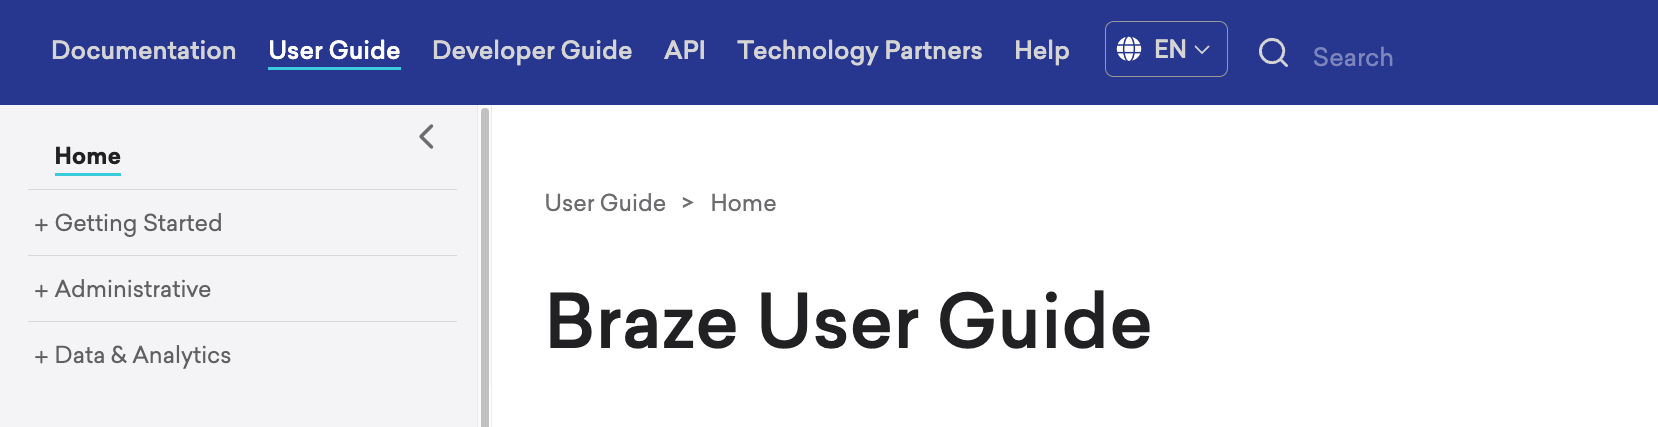 Documentation User Guide Developer Guide API Technology Partners Help EN Search
Home
+ Getting Started
+ Administrative
+ Data & Analytics
User Guide > Home
Braze User Guide